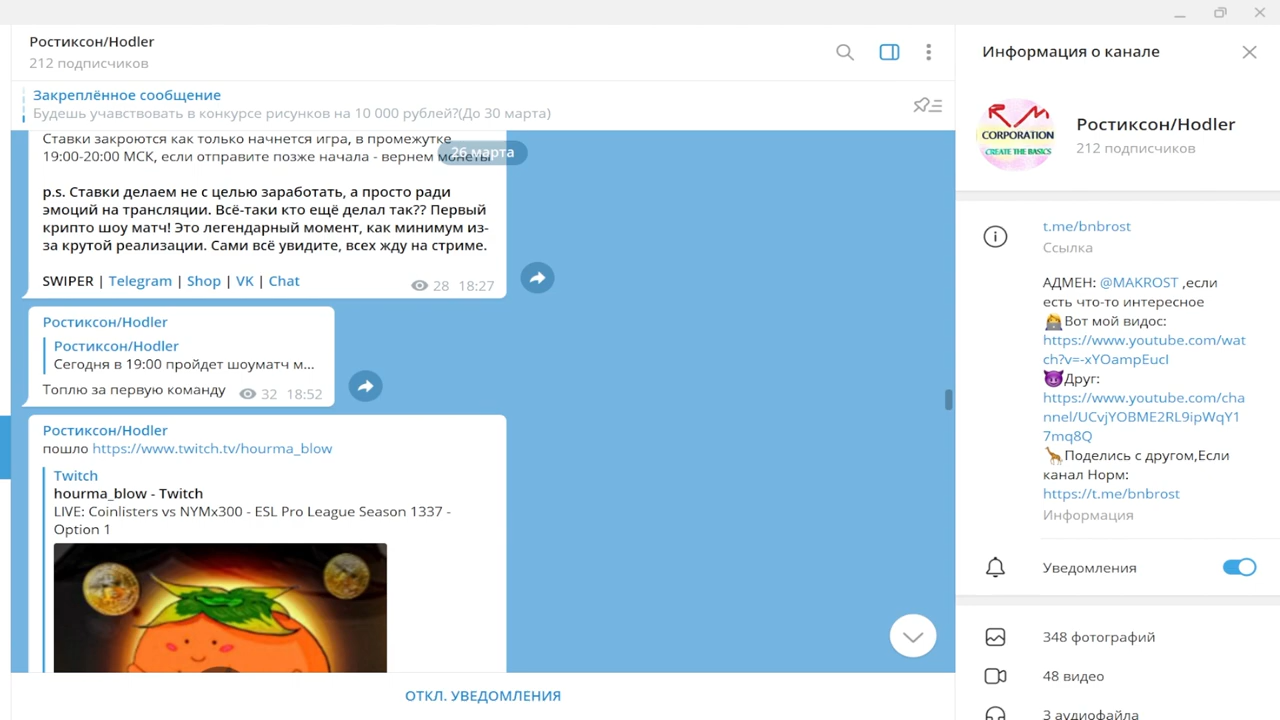 Ростиксон/Hodler
212 подписчиков
Закреплённое сообщение
Будешь учавствовать в конкурсе рисунков на 10 000 рублей?(До 30 марта)
26 марта
Ставки закроются как только начнется игра, в промежутке
19:00-20:00 МСК, если отправите позже начала - вернем монеты
p.s. Ставки делаем не с целью заработать, а просто ради
эмоций на трансляции. Всё-таки кто ещё делал так?? Первый
крипто шоу матч! Это легендарный момент, как минимум из-
за крутой реализации. Сами всё увидите, всех жду на стриме.
SWIPER | Telegram | Shop | VK | Chat
28 18:27
Ростиксон/Hodler
Ростиксон/Hodler
Сегодня в 19:00 пройдет шоуматч м...
Топлю за первую команду
32 18:52
Ростиксон/Hodler
пошло https://www.twitch.tv/hourma_blow
Twitch
hourma_blow - Twitch
LIVE: Coinlisters vs NYMx300 - ESL Pro League Season 1337 -
Option 1
ОТКЛ. УВЕДОМЛЕНИЯ
Информация о канале
RM
CORPORATION
CREATE THE BASICS
Ростиксон/Hodler
212 подписчиков
t.me/bnbrost
Ссылка
АДМЕН: @MAKROST ,если
есть что-то интересное
Вот мой видос:
https://www.youtube.com/wat
ch?v=-xYOampEucI
Друг:
https://www.youtube.com/cha
nnel/UCvjYOBME2RL9ipWqY1
7mq8Q
Поделись с другом,Если
канал Норм:
https://t.me/bnbrost
Информация
Уведомления
348 фотографий
48 видео
3 аудиофайла